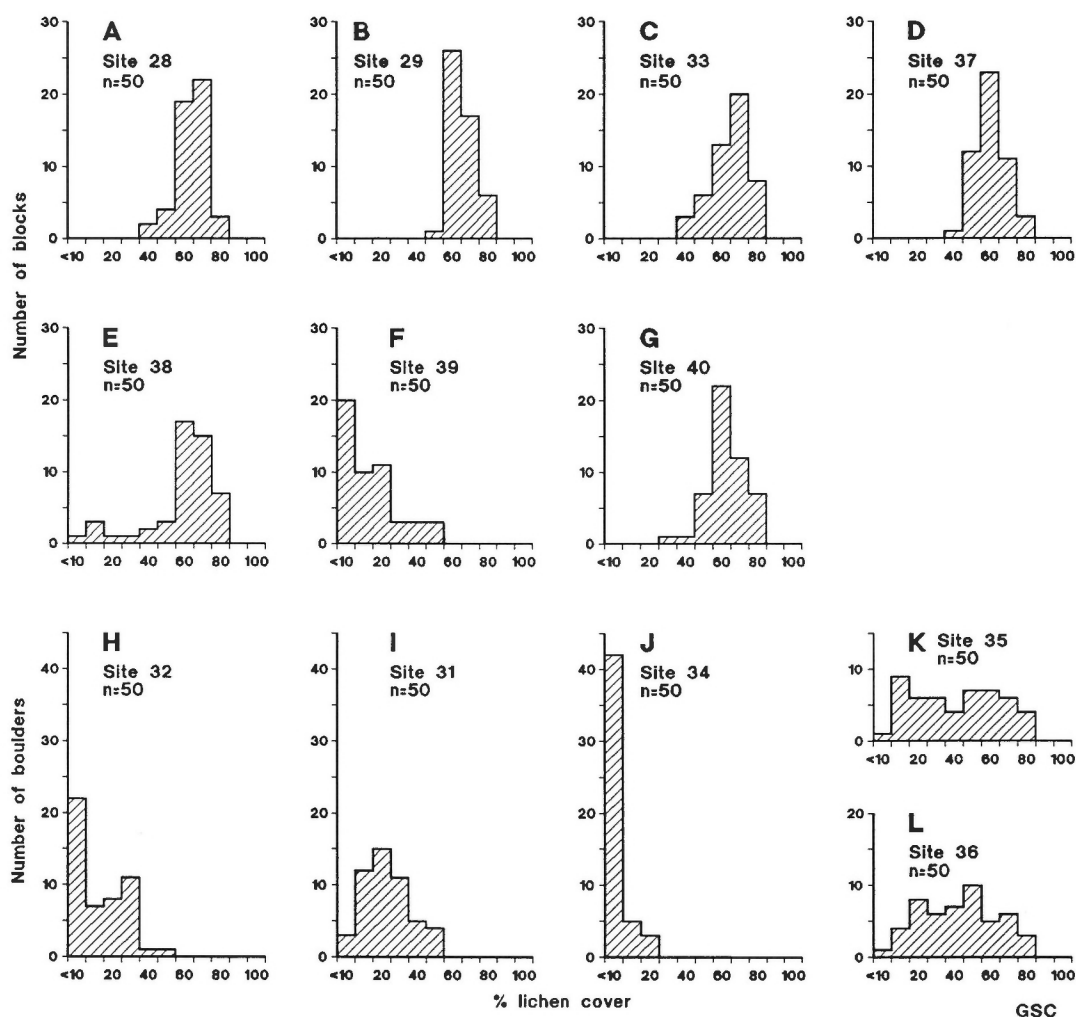 A
Site 28
n=50
30
20
10
0
<10 20 40 60 80 100
B
Site 29
n=50
30
20
10
0
<10 20 40 60 80 100
C
Site 33
n=50
30
20
10
0
<10 20 40 60 80 100
D
Site 37
n=50
30
20
10
0
<10 20 40 60 80 100
Number of blocks
E
Site 38
n=50
30
20
10
0
<10 20 40 60 80 100
F
Site 39
n=50
30
20
10
0
<10 20 40 60 80 100
G
Site 40
n=50
30
20
10
0
<10 20 40 60 80 100
H
Site 32
n=50
40
30
20
10
0
<10 20 40 60 80 100
Number of boulders
I
Site 31
n=50
40
30
20
10
0
<10 20 40 60 80 100
J
Site 34
n=50
40
30
20
10
0
<10 20 40 60 80 100
K Site 35
n=50
10
0
<10 20 40 60 80 100
L
Site 36
n=50
20
10
0
<10 20 40 60 80 100
% lichen cover
GSC